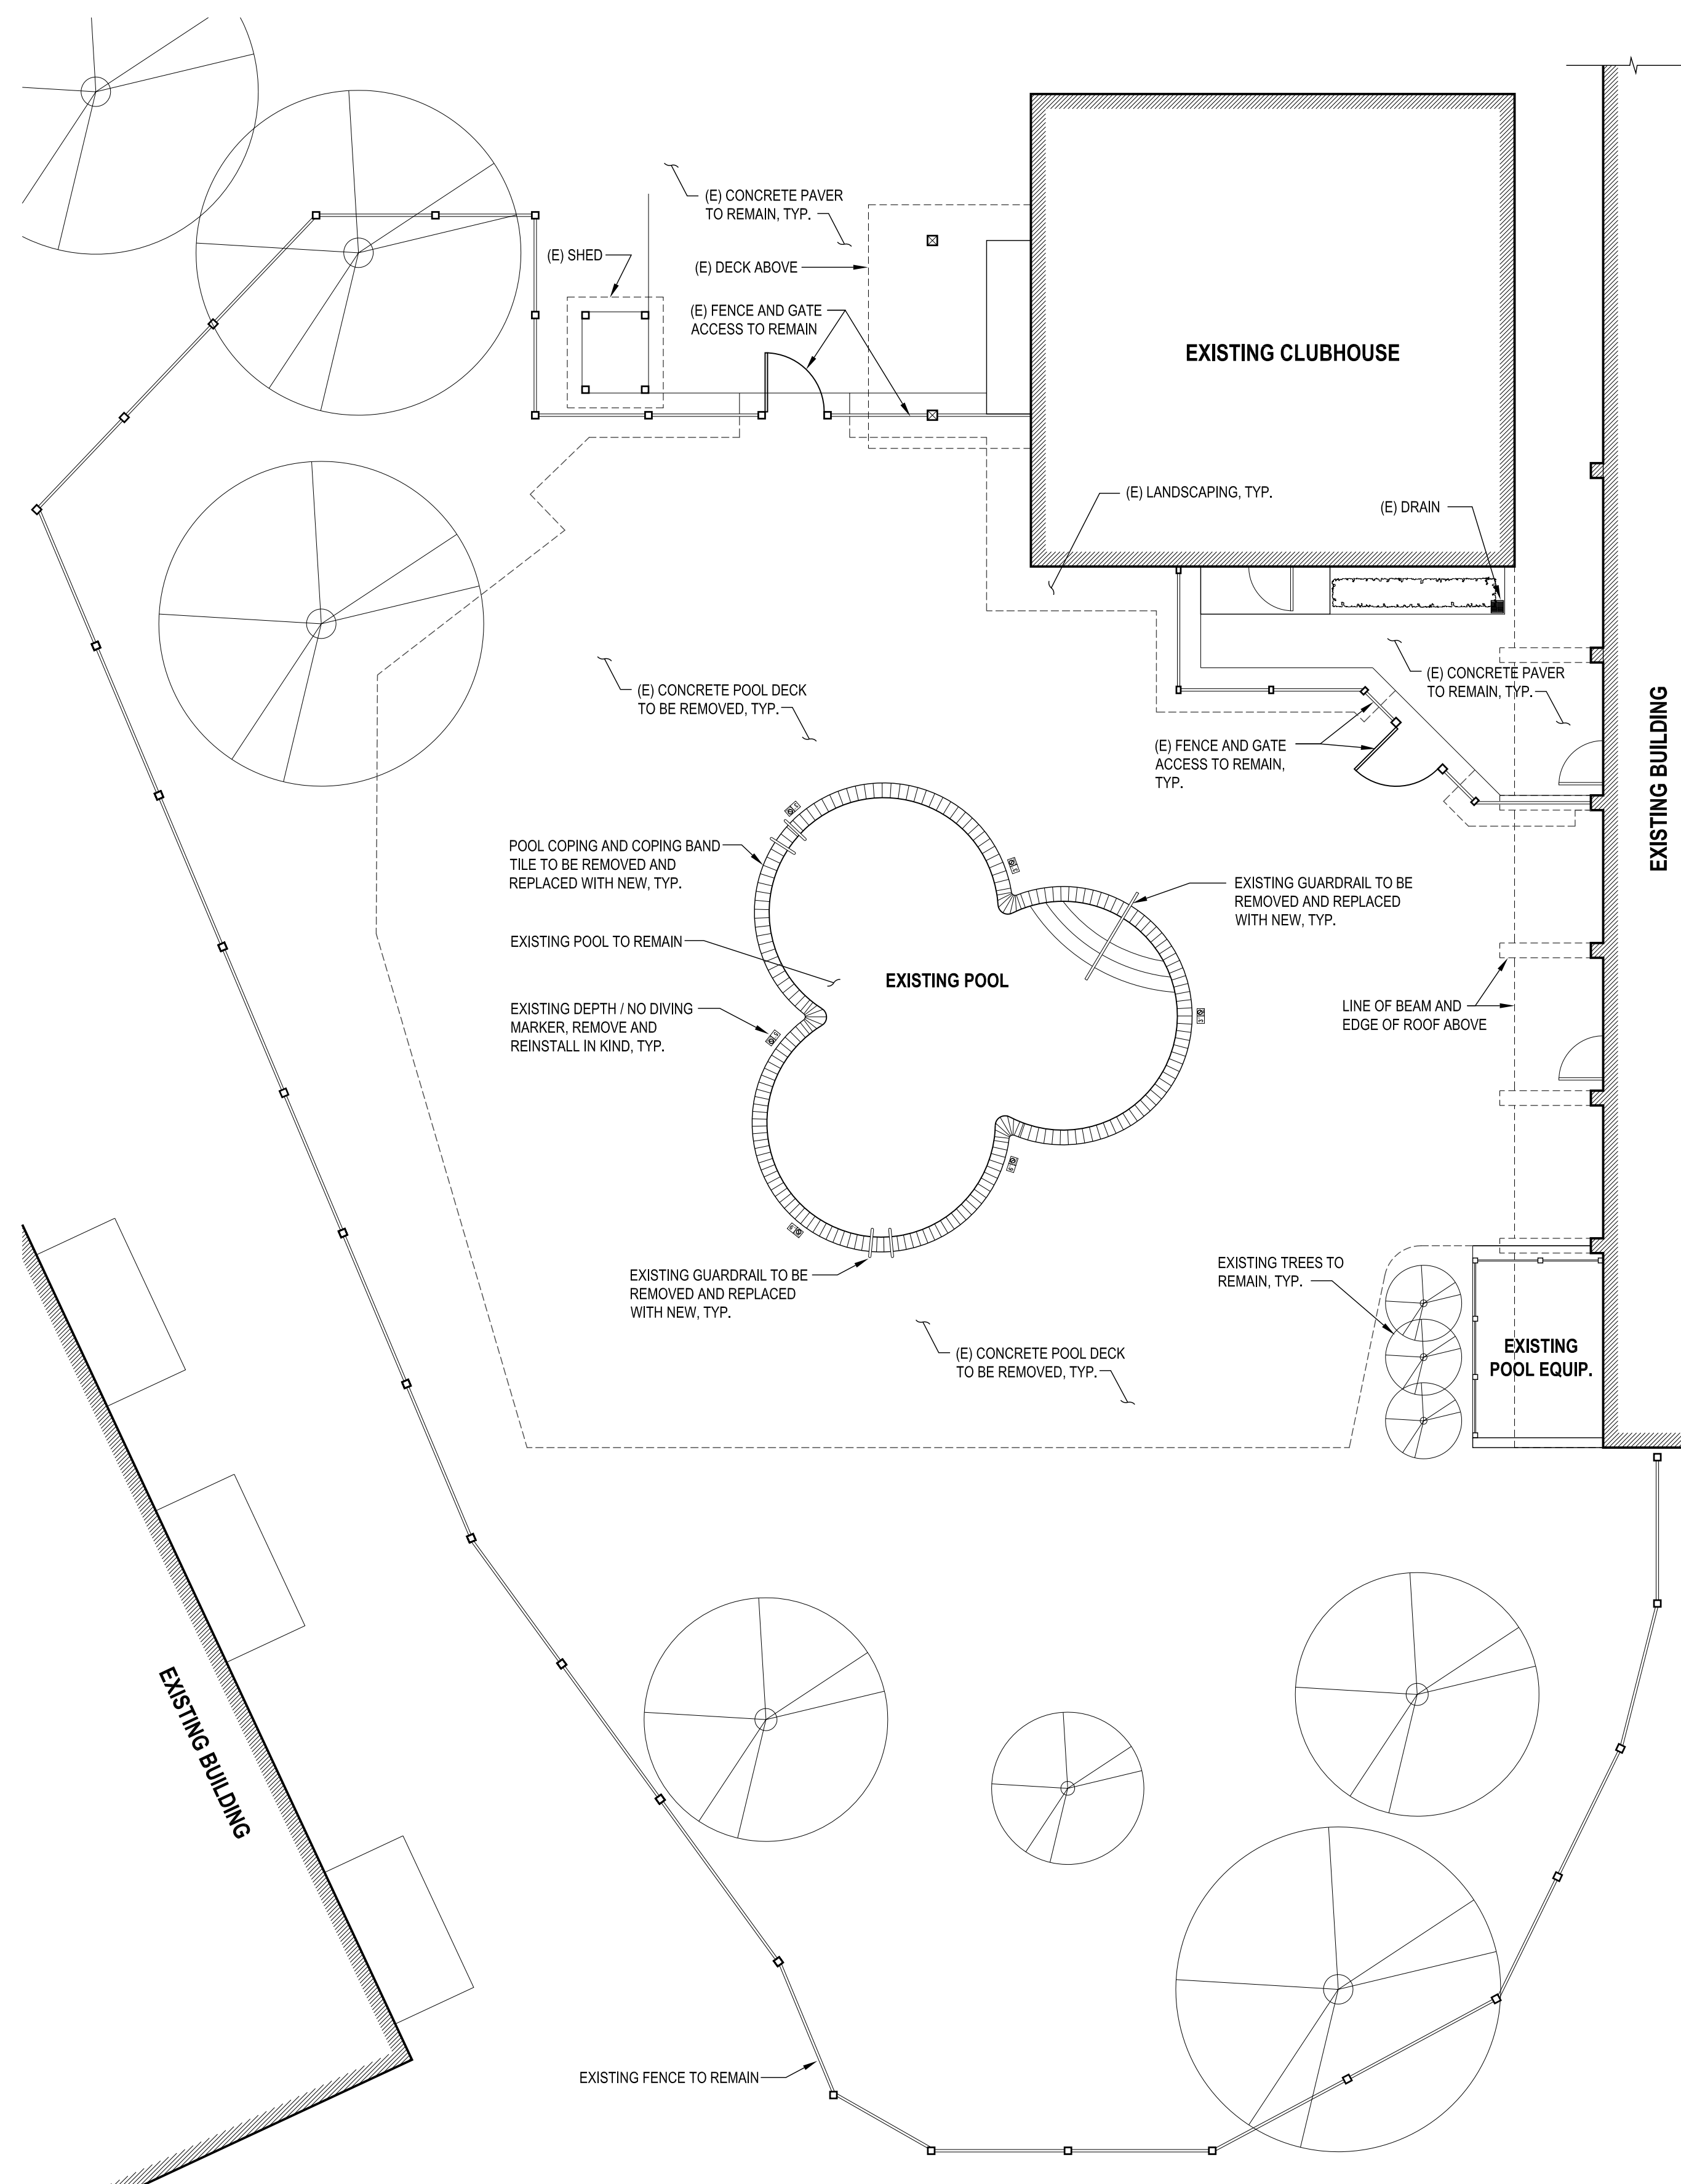 (E) CONCRETE PAVER
TO REMAIN, TYP.
(E) SHED
(E) DECK ABOVE
(E) FENCE AND GATE
ACCESS TO REMAIN
EXISTING CLUBHOUSE
(E) LANDSCAPING, TYP.
(E) DRAIN
(E) CONCRETE PAVER
TO REMAIN, TYP.
(E) CONCRETE POOL DECK
TO BE REMOVED, TYP.
(E) FENCE AND GATE
ACCESS TO REMAIN,
TYP.
EXISTING BUILDING
POOL COPING AND COPING BAND
TILE TO BE REMOVED AND
REPLACED WITH NEW, TYP.
EXISTING GUARDRAIL TO BE
REMOVED AND REPLACED
WITH NEW, TYP.
EXISTING POOL TO REMAIN
EXISTING POOL
EXISTING DEPTH / NO DIVING
MARKER, REMOVE AND
REINSTALL IN KIND, TYP.
LINE OF BEAM AND
EDGE OF ROOF ABOVE
EXISTING GUARDRAIL TO BE
REMOVED AND REPLACED
WITH NEW, TYP.
EXISTING TREES TO
REMAIN, TYP.
(E) CONCRETE POOL DECK
TO BE REMOVED, TYP.
EXISTING
POOL EQUIP.
EXISTING BUILDING
EXISTING FENCE TO REMAIN